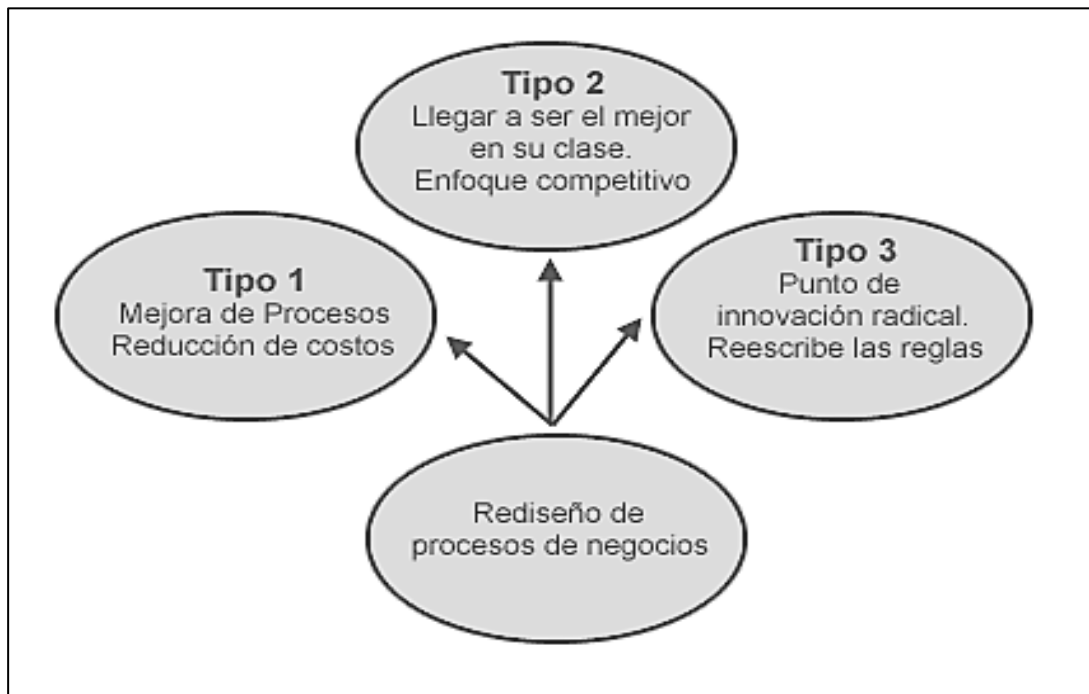 Tipo 2
Llegar a ser el mejor
en su clase.
Enfoque competitivo
Tipo 1
Mejora de Procesos
Reducción de costos
Tipo 3
Punto de
innovación radical.
Reescribe las reglas
Rediseño de
procesos de negocios